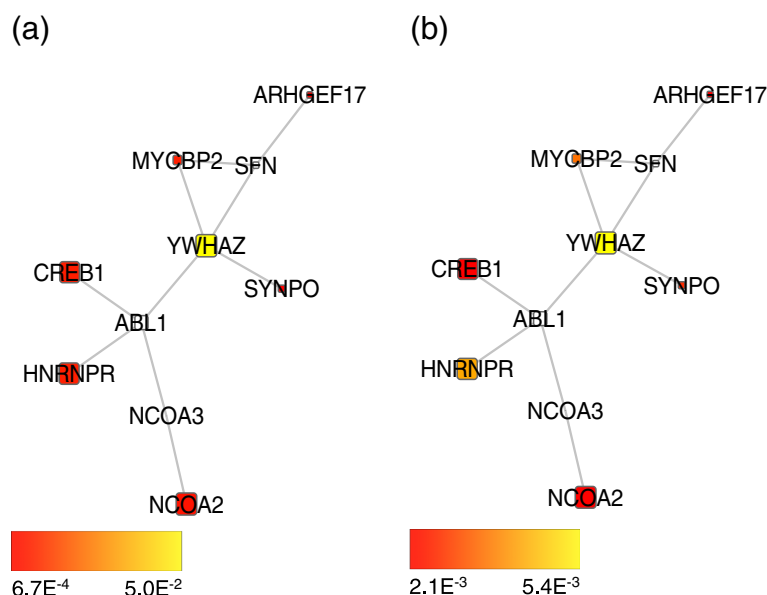 (a)
ARHGEF17
MYCBP2
SFN
YWHAZ
CREB1
SYNPO
ABL1
HNRNPR
NCOA3
NCOA2
6.7E-4
5.0E-2
(b)
ARHGEF17
MYCBP2
SFN
YWHAZ
CREB1
SYNPO
ABL1
HNRNPR
NCOA3
NCOA2
2.1E-3
5.4E-3